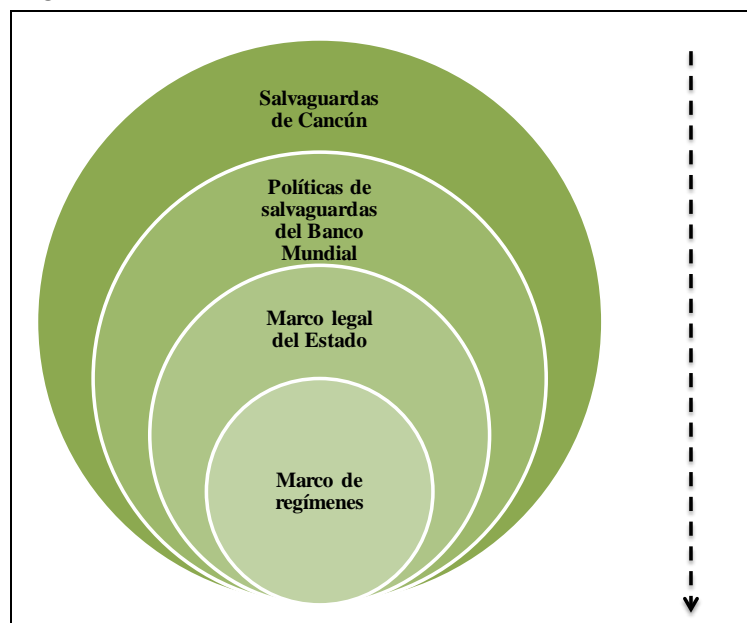 Salvaguardas
de Cancún
Políticas de
salvaguardas
del Banco
Mundial
Marco legal
del Estado
Marco de
regímenes